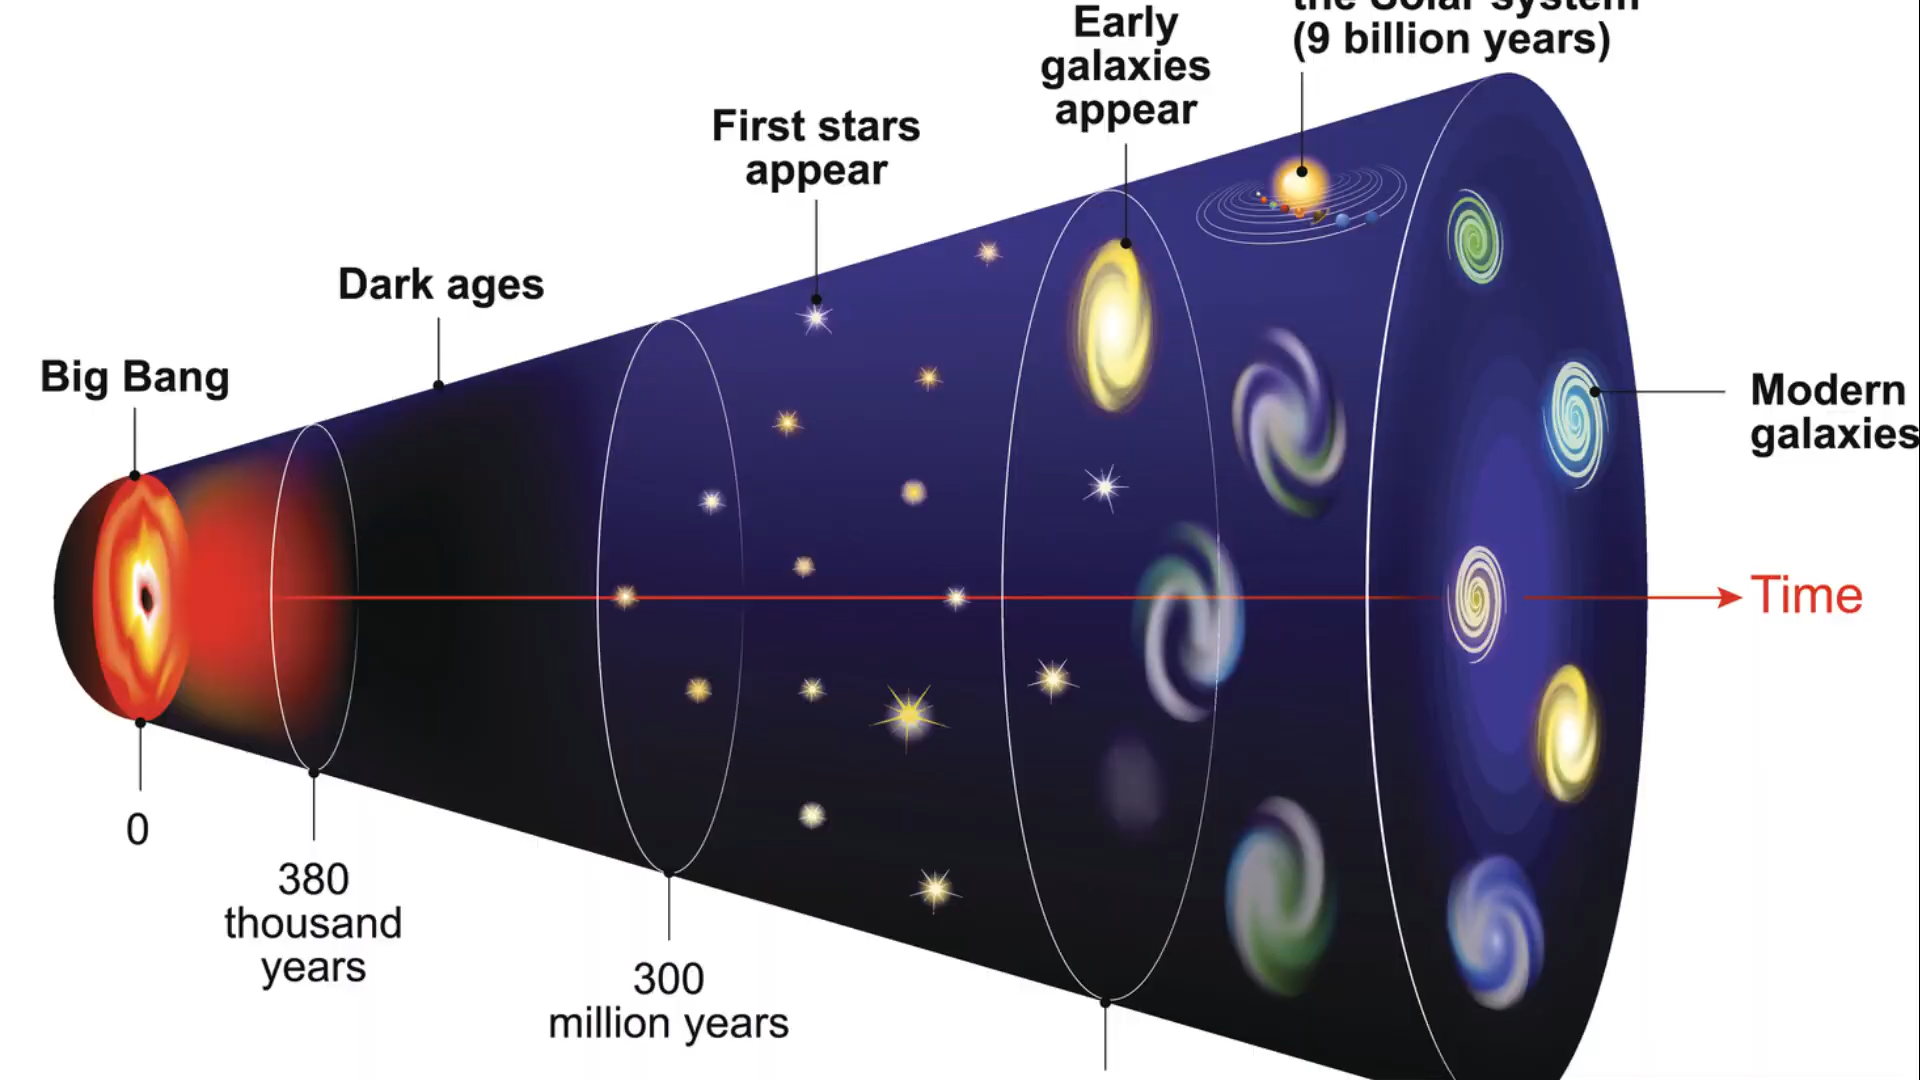 the Solar system
(9 billion years)
Early
galaxies
appear
First stars
appear
Dark ages
Big Bang
Modern
galaxies
Time
0
380
thousand
years
300
million years